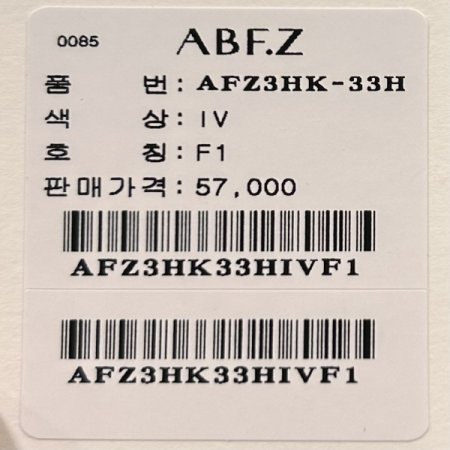 0085 ABF.Z
품 번: AFZ3HK-33H
색 상: IV
호 칭: F1
판매가격: 57,000
AFZ3HK33HIVF1
AFZ3HK33HIVF1